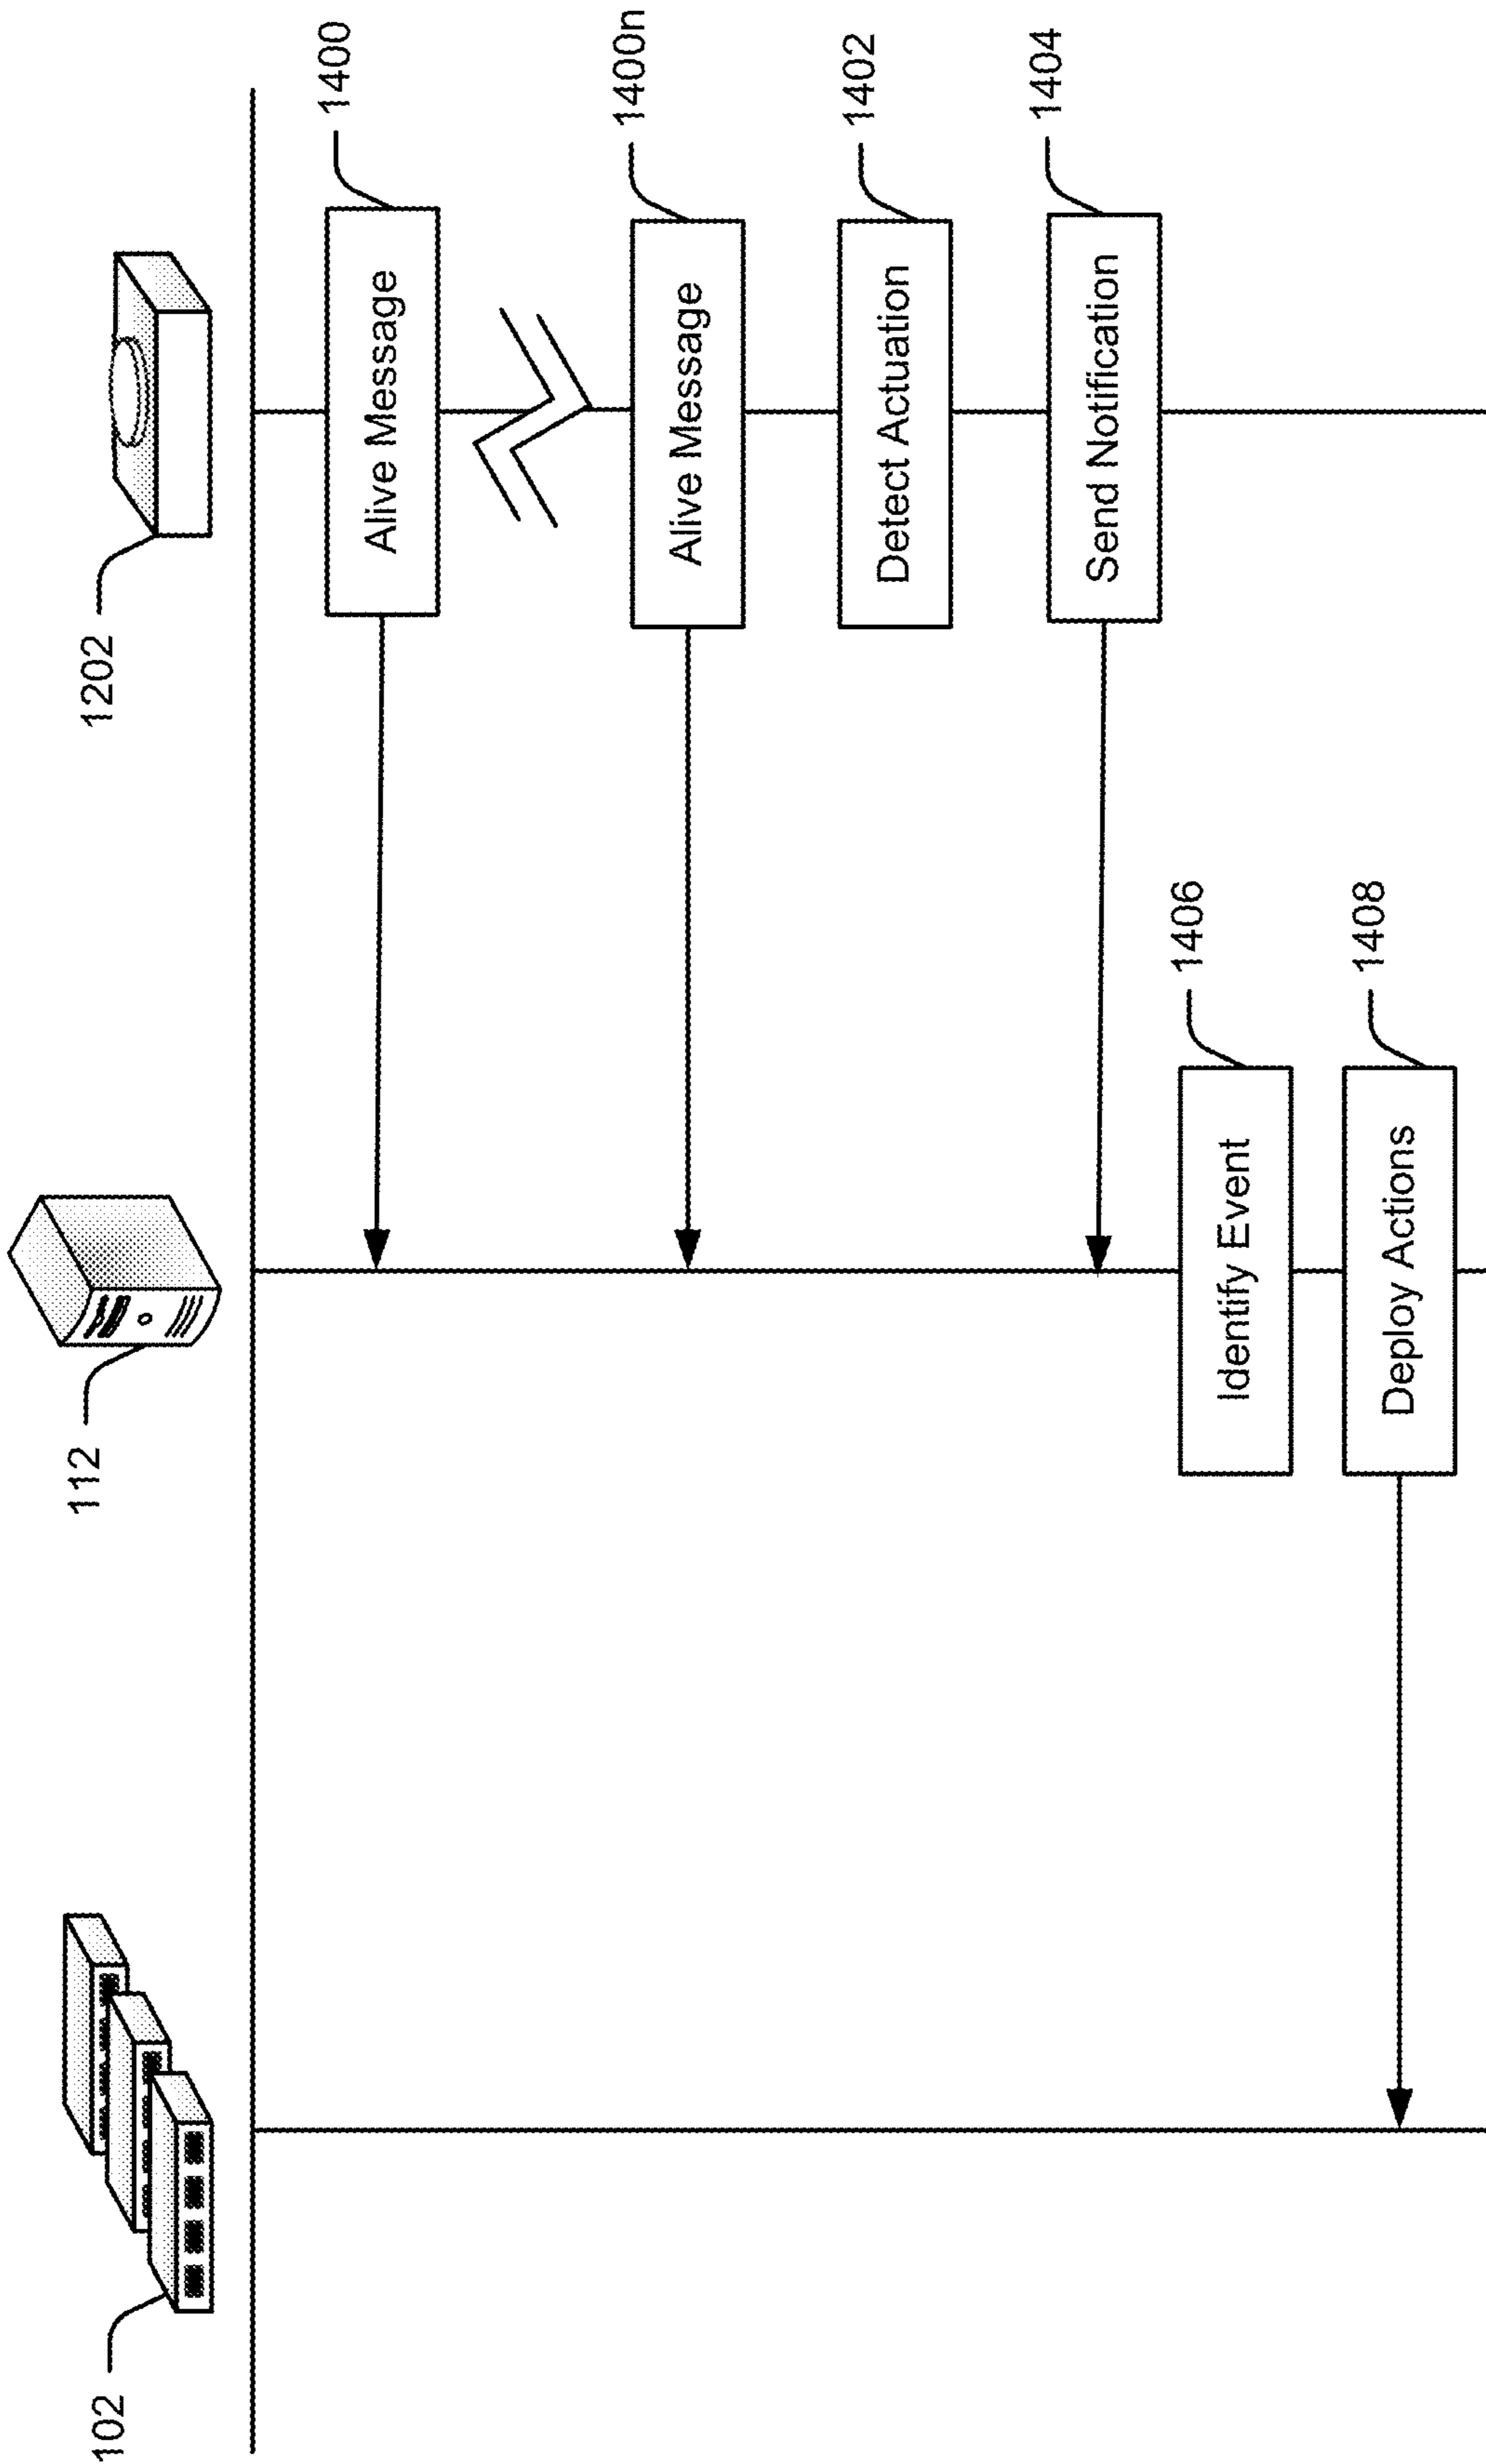 102
112
1202
Alive Message
1400
Alive Message
1400n
Detect Actuation
1402
Send Notification
1404
Identify Event
1406
Deploy Actions
1408